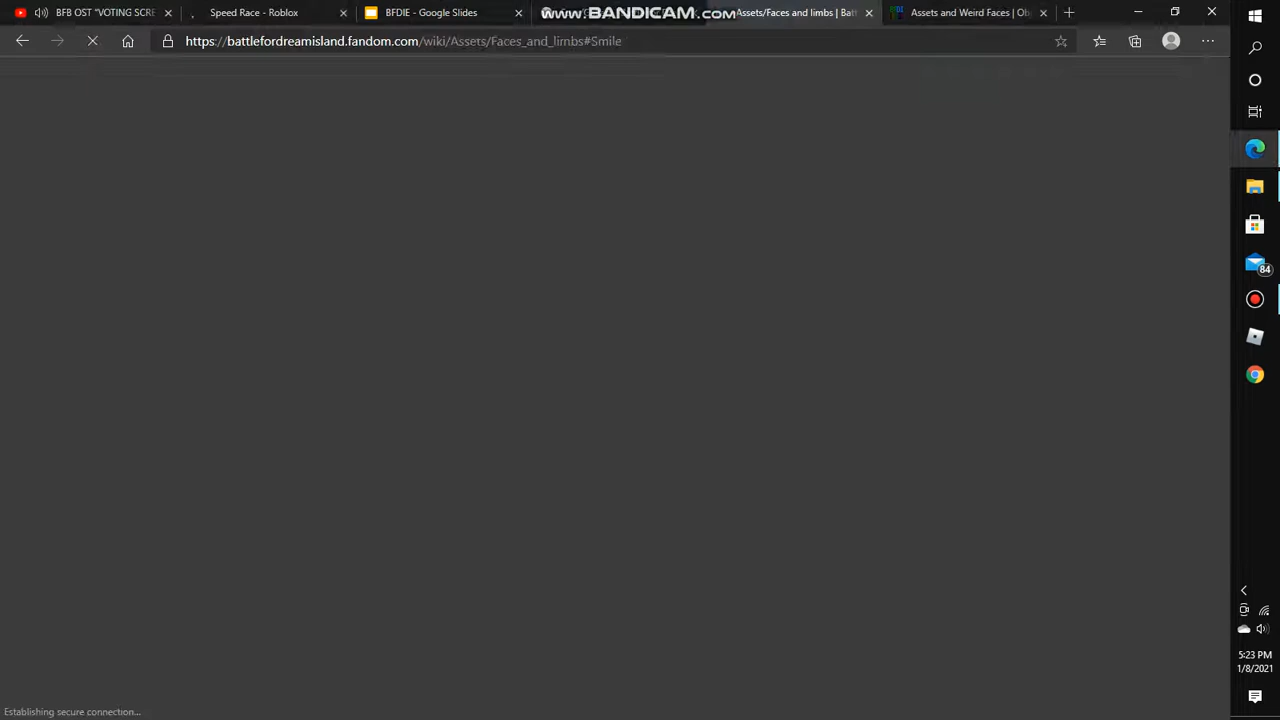 BFB OST "VOTING SCRE
Speed Race - Roblox
BFDIE - Google Slides
www.BANDICAM.com
Assets/Faces and limbs | Batt
Assets and Weird Faces | Obj
https://battlefordreamisland.fandom.com/wiki/Assets/Faces_and_limbs#Smile
84
5:23 PM
1/8/2021
Establishing secure connection...